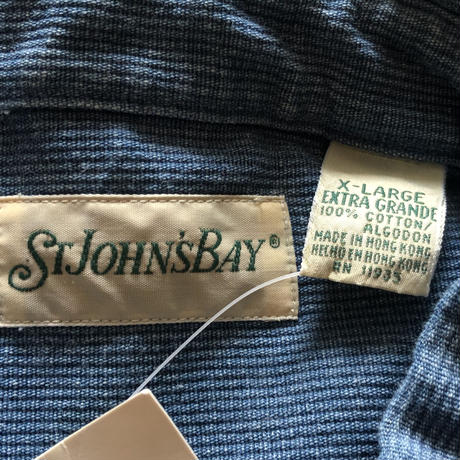 ST JOHN'S BAY®
X-LARGE
EXTRA GRANDE
100% COTTON/
ALGODON
MADE IN HONG KONG
HECHO EN HONG KONG
RN 11935